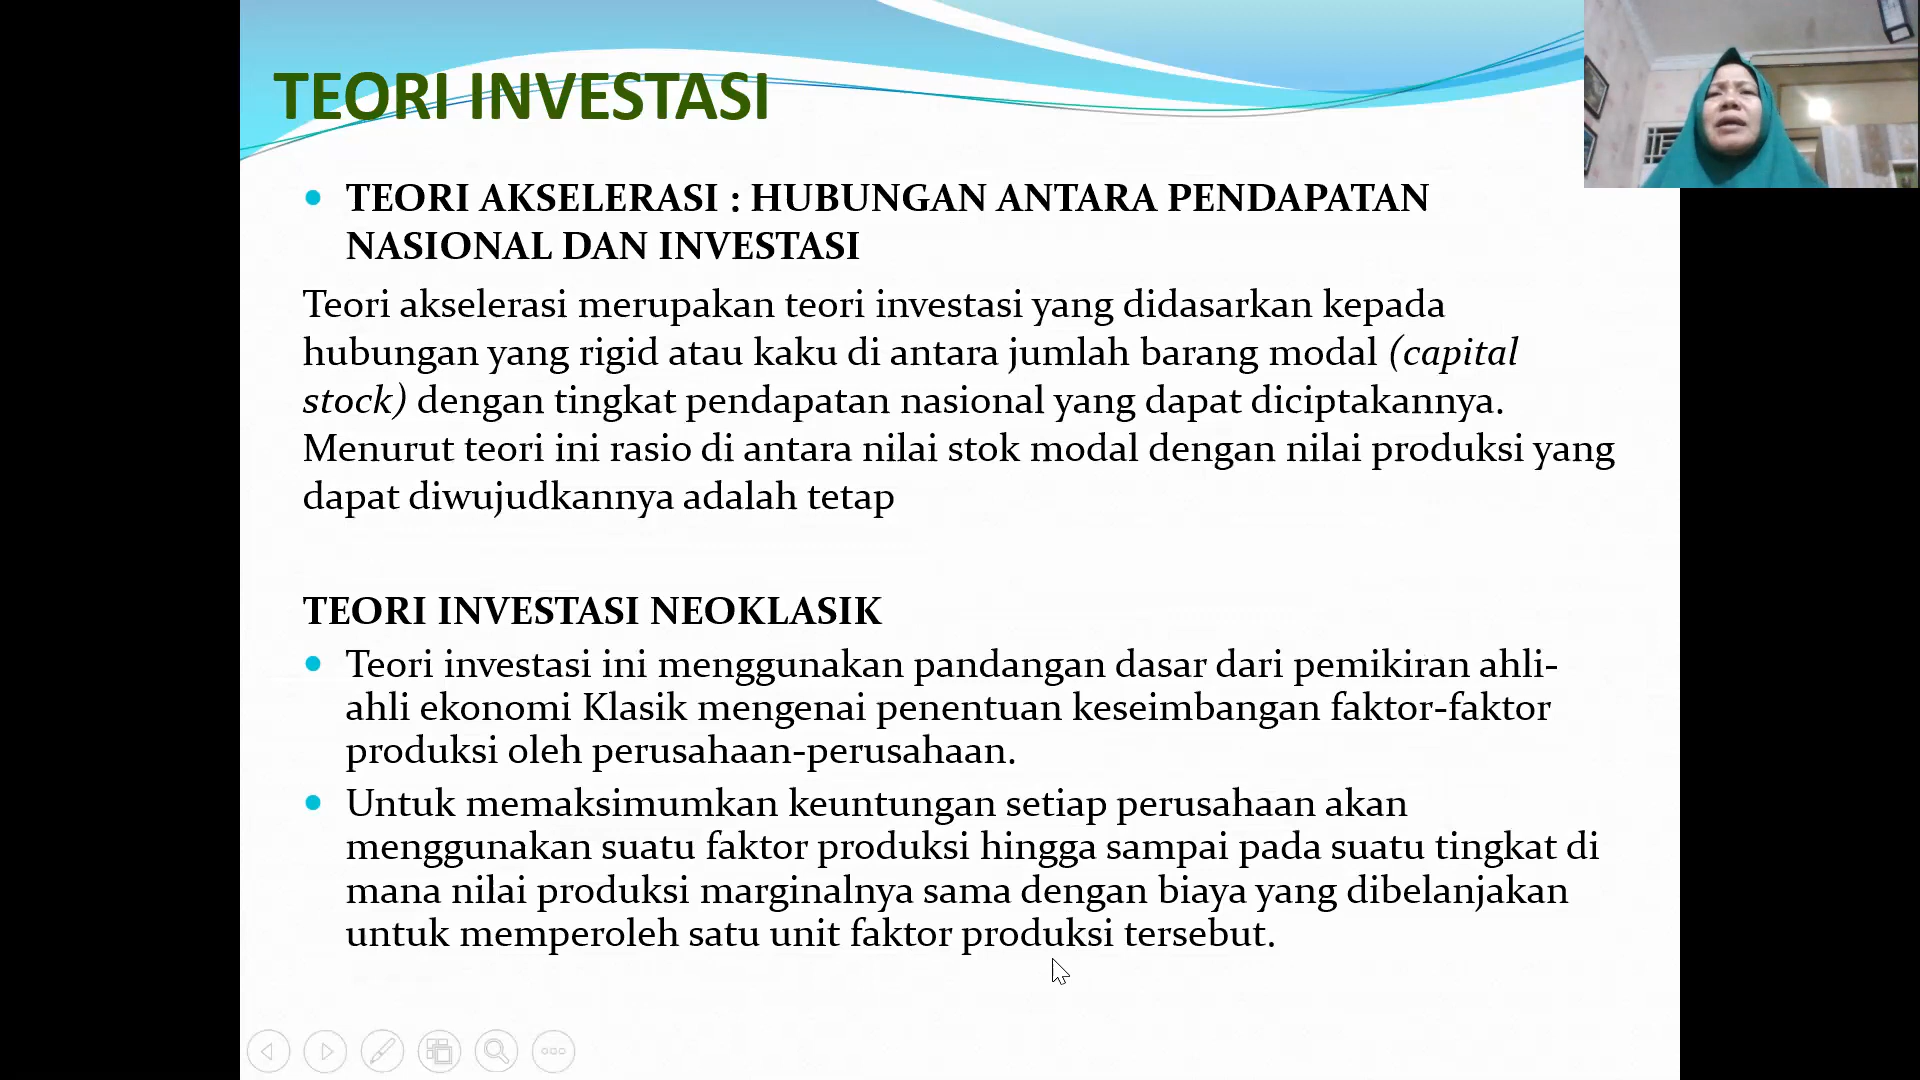 TEORI INVESTASI
TEORI AKSELERASI : HUBUNGAN ANTARA PENDAPATAN
NASIONAL DAN INVESTASI
Teori akselerasi merupakan teori investasi yang didasarkan kepada
hubungan yang rigid atau kaku di antara jumlah barang modal (capital
stock) dengan tingkat pendapatan nasional yang dapat diciptakannya.
Menurut teori ini rasio di antara nilai stok modal dengan nilai produksi yang
dapat diwujudkannya adalah tetap
TEORI INVESTASI NEOKLASIK
Teori investasi ini menggunakan pandangan dasar dari pemikiran ahli-
ahli ekonomi Klasik mengenai penentuan keseimbangan faktor-faktor
produksi oleh perusahaan-perusahaan.
Untuk memaksimumkan keuntungan setiap perusahaan akan
menggunakan suatu faktor produksi hingga sampai pada suatu tingkat di
mana nilai produksi marginalnya sama dengan biaya yang dibelanjakan
untuk memperoleh satu unit faktor produksi tersebut.